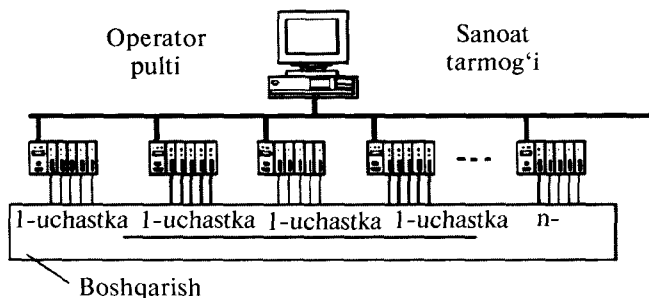 Operator
pulti
Sanoat
tarmog‘i
1-uchastka 1-uchastka 1-uchastka 1-uchastka n-
Boshqarish